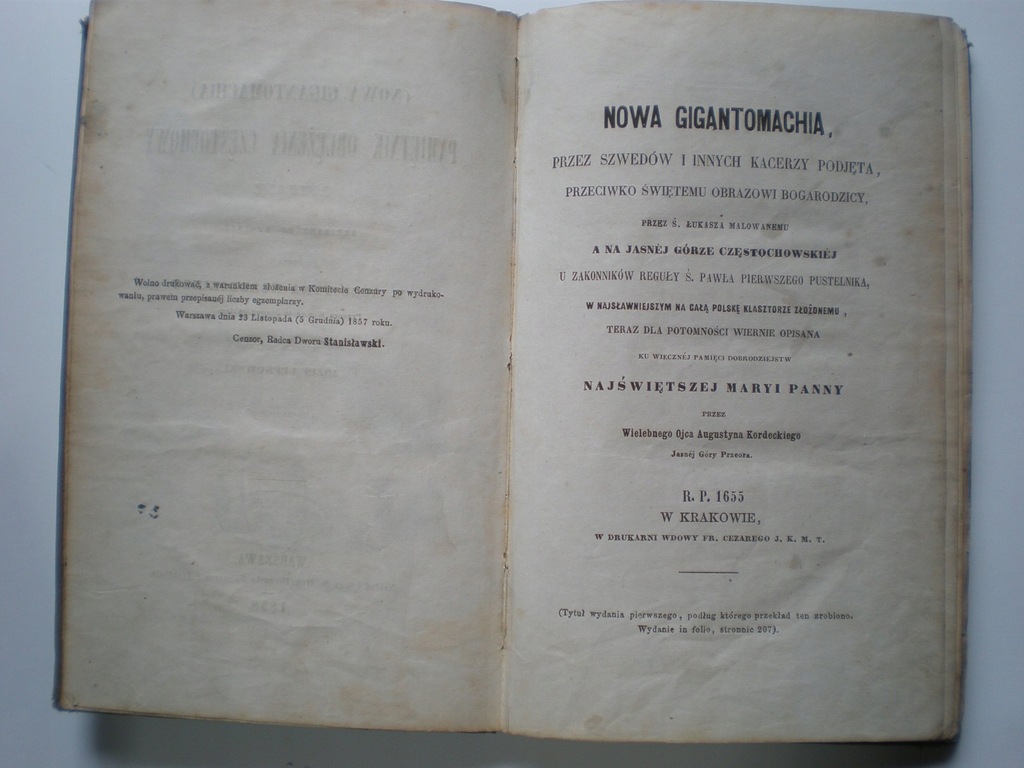 Wolno drukować, z warunkiem złożenia w Komitecie Cenzury po wydruko-
waniu, prawem przepisanéj liczby egzemplarzy.
Warszawa dnia 23 Listopada (5 Grudnia) 1857 roku.
Cenzor, Radca Dworu Stanisławski.
NOWA GIGANTOMACHIA,
PRZEZ SZWEDÓW I INNYCH KACERZY PODJĘTA,
PRZECIWKO ŚWIĘTEMU OBRAZOWI BOGARODZICY,
PRZEZ Ś. ŁUKASZA MALOWANEMU
A NA JASNÉJ GÓRZE CZĘSTOCHOWSKIÉJ
U ZAKONNIKÓW REGUŁY Ś. PAWŁA PIERWSZEGO PUSTELNIKA,
W NAJSŁAWNIEJSZYM NA CAŁĄ POLSKĘ KLASZTORZE ZŁOŻONEMU,
TERAZ DLA POTOMNOŚCI WIERNIE OPISANA
KU WIECZNÉJ PAMIĘCI DOBRODZIEJSTW
NAJŚWIĘTSZEJ MARYI PANNY
PRZEZ
Wielebnego Ojca Augustyna Kordeckiego
Jasnéj Góry Przeora.
R. P. 1655
W KRAKOWIE,
W DRUKARNI WDOWY FR. CEZAREGO J. K. M. T.
(Tytuł wydania pierwszego, podług którego przekład ten zrobiono.
Wydanie in folio, stronnic 207).